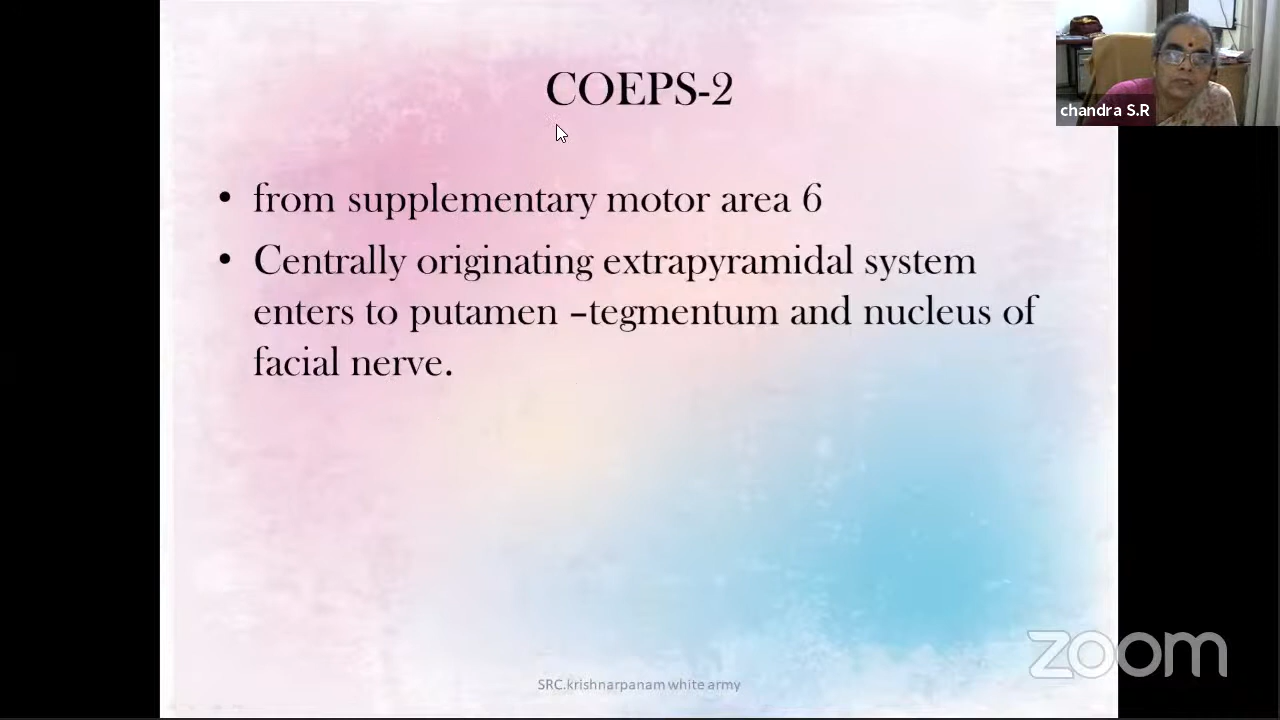 COEPS-2
chandra S.R
• from supplementary motor area 6
• Centrally originating extrapyramidal system
enters to putamen –tegmentum and nucleus of
facial nerve.
zoom
SRC.krishnarpanam white army